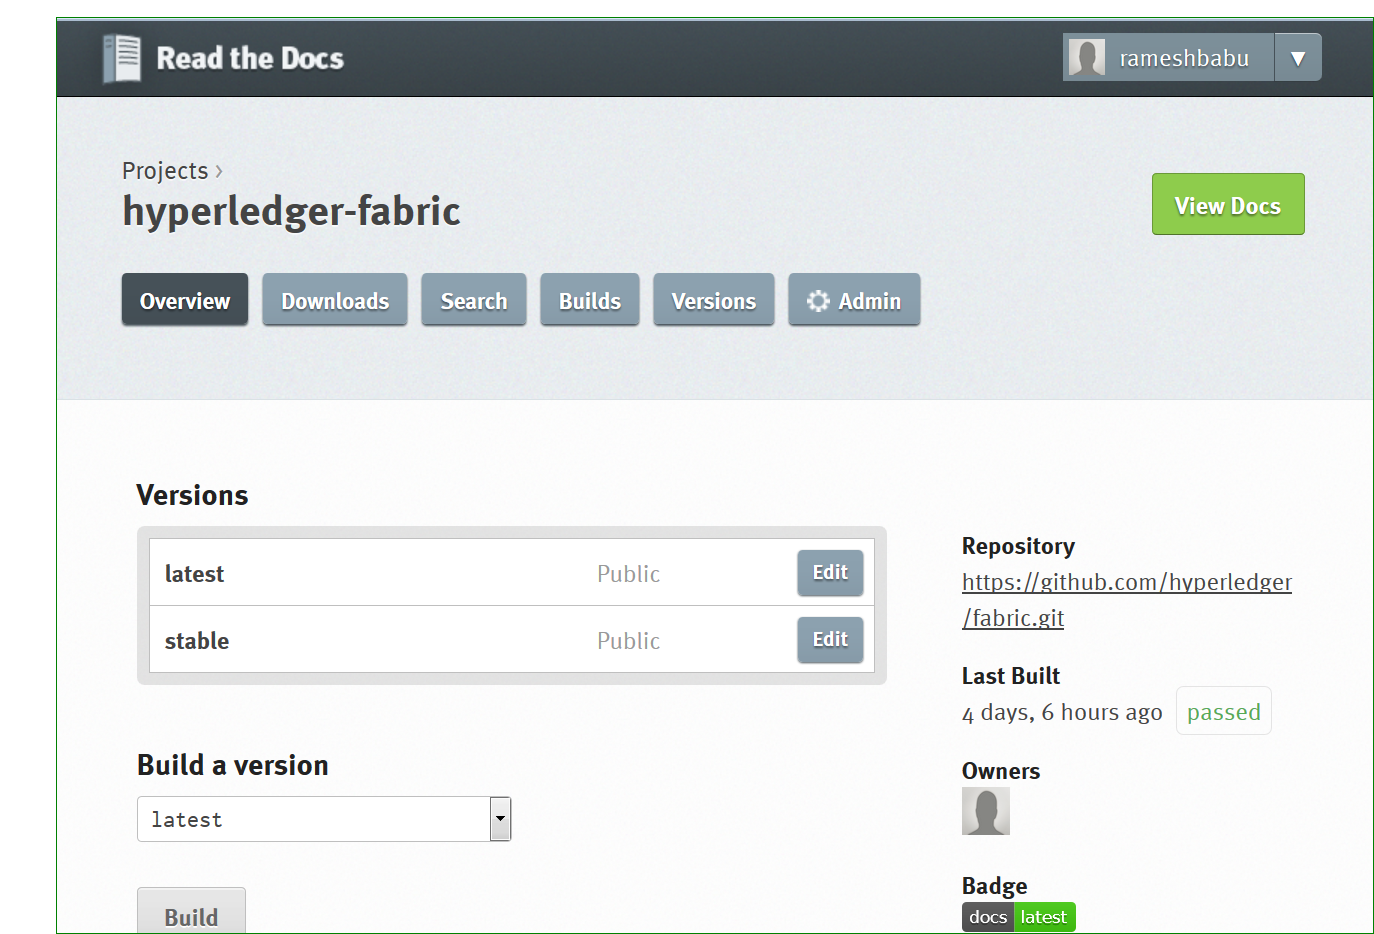 Read the Docs
rameshbabu
Projects ›
hyperledger-fabric
View Docs
Overview
Downloads
Search
Builds
Versions
Admin
Versions
latest Public Edit
stable Public Edit
Build a version
latest
Build
Repository
https://github.com/hyperledger
/fabric.git
Last Built
4 days, 6 hours ago passed
Owners
Badge
docs latest